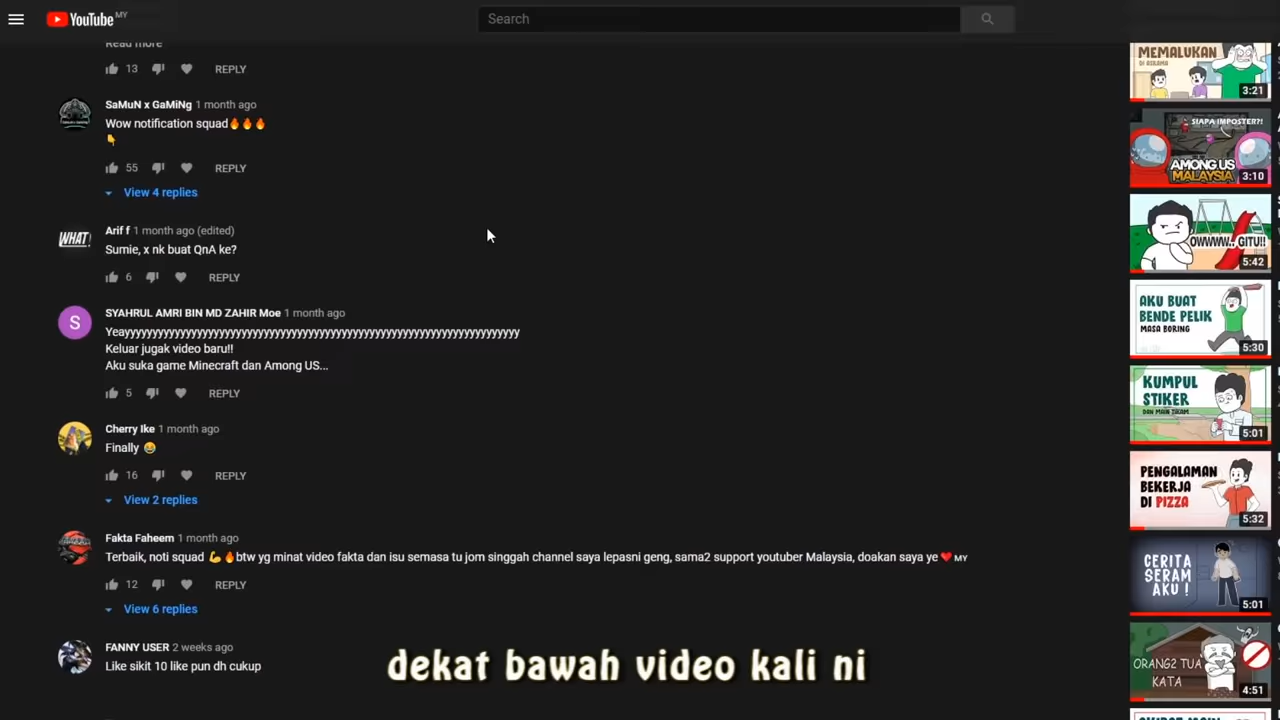 YouTube MY
Search
Read more
13 REPLY
SaMuN x GaMiNg 1 month ago
Wow notification squad🔥🔥🔥
👇
55 REPLY
View 4 replies
WHAT
Arif f 1 month ago (edited)
Sumie, x nk buat QnA ke?
6 REPLY
S
SYAHRUL AMRI BIN MD ZAHIR Moe 1 month ago
Yeayyyyyyyyyyyyyyyyyyyyyyyyyyyyyyyyyyyyyyyyyyyyyyyyyyyyyyyyyyyyyyyyyyy
Keluar jugak video baru!!
Aku suka game Minecraft dan Among US...
5 REPLY
Cherry Ike 1 month ago
Finally 😂
16 REPLY
View 2 replies
Fakta Faheem 1 month ago
Terbaik, noti squad 💪🔥btw yg minat video fakta dan isu semasa tu jom singgah channel saya lepasni geng, sama2 support youtuber Malaysia, doakan saya ye❤️MY
12 REPLY
View 6 replies
FANNY USER 2 weeks ago
Like sikit 10 like pun dh cukup
dekat bawah video kali ni
MEMALUKAN
DI ASRAMA
3:21
SIAPA IMPOSTER?!
AMONG US
MALAYSIA
3:10
OWWWW.. GITU!!
5:42
AKU BUAT
BENDE PELIK
MASA BORING
5:30
KUMPUL
STIKER
DAN MAIN TIKAM
5:01
PENGALAMAN
BEKERJA
DI PIZZA
5:32
CERITA
SERAM
AKU !
5:01
ORANG2 TUA
KATA
4:51